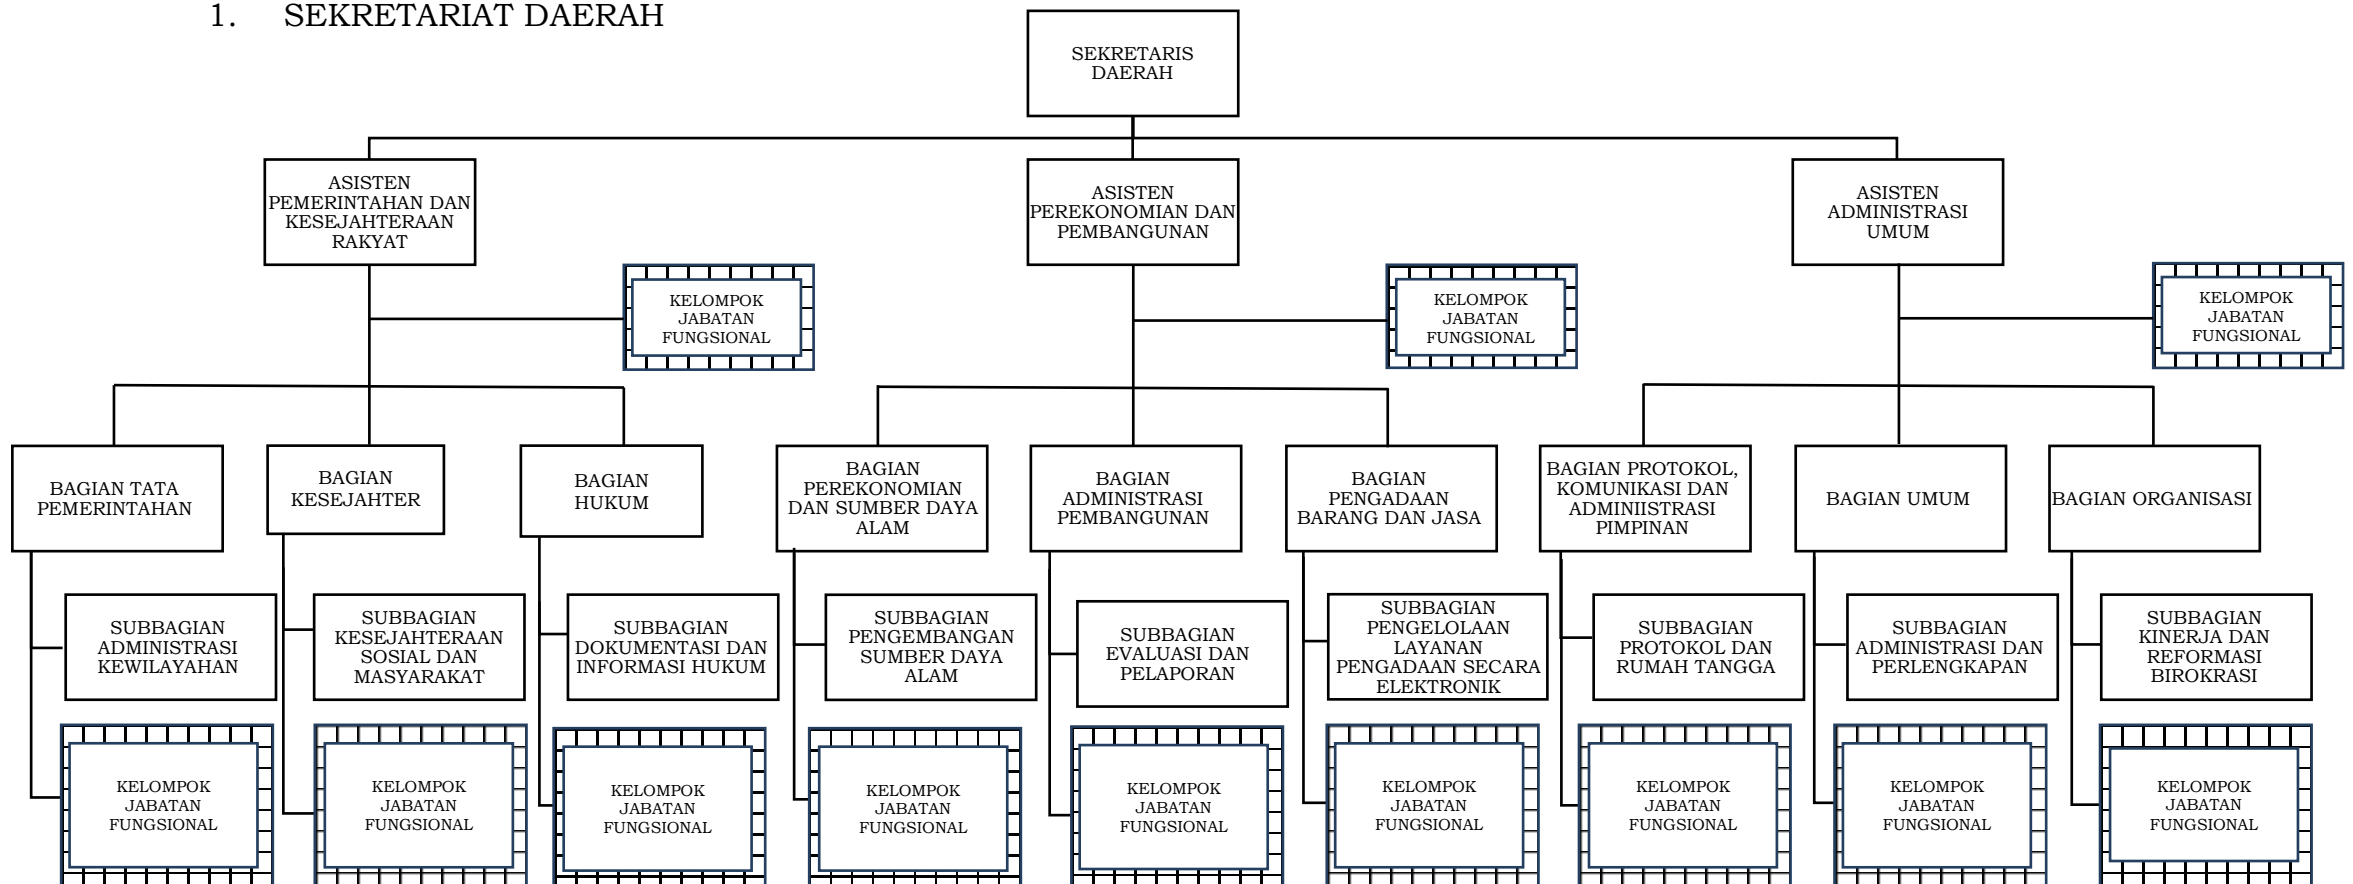 1. SEKRETARIAT DAERAH
SEKRETARIS
DAERAH
ASISTEN
PEMERINTAHAN DAN
KESEJAHTERAAN
RAKYAT
ASISTEN
PEREKONOMIAN DAN
PEMBANGUNAN
ASISTEN
ADMINISTRASI
UMUM
KELOMPOK
JABATAN
FUNGSIONAL
KELOMPOK
JABATAN
FUNGSIONAL
KELOMPOK
JABATAN
FUNGSIONAL
BAGIAN TATA
PEMERINTAHAN
BAGIAN
KESEJAHTER
BAGIAN
HUKUM
BAGIAN
PEREKONOMIAN
DAN SUMBER DAYA
ALAM
BAGIAN
ADMINISTRASI
PEMBANGUNAN
BAGIAN
PENGADAAN
BARANG DAN JASA
BAGIAN PROTOKOL,
KOMUNIKASI DAN
ADMINIISTRASI
PIMPINAN
BAGIAN UMUM
BAGIAN ORGANISASI
SUBBAGIAN
ADMINISTRASI
KEWILAYAHAN
SUBBAGIAN
KESEJAHTERAAN
SOSIAL DAN
MASYARAKAT
SUBBAGIAN
DOKUMENTASI DAN
INFORMASI HUKUM
SUBBAGIAN
PENGEMBANGAN
SUMBER DAYA
ALAM
SUBBAGIAN
EVALUASI DAN
PELAPORAN
SUBBAGIAN
PENGELOLAAN
LAYANAN
PENGADAAN SECARA
ELEKTRONIK
SUBBAGIAN
PROTOKOL DAN
RUMAH TANGGA
SUBBAGIAN
ADMINISTRASI DAN
PERLENGKAPAN
SUBBAGIAN
KINERJA DAN
REFORMASI
BIROKRASI
KELOMPOK
JABATAN
FUNGSIONAL
KELOMPOK
JABATAN
FUNGSIONAL
KELOMPOK
JABATAN
FUNGSIONAL
KELOMPOK
JABATAN
FUNGSIONAL
KELOMPOK
JABATAN
FUNGSIONAL
KELOMPOK
JABATAN
FUNGSIONAL
KELOMPOK
JABATAN
FUNGSIONAL
KELOMPOK
JABATAN
FUNGSIONAL
KELOMPOK
JABATAN
FUNGSIONAL